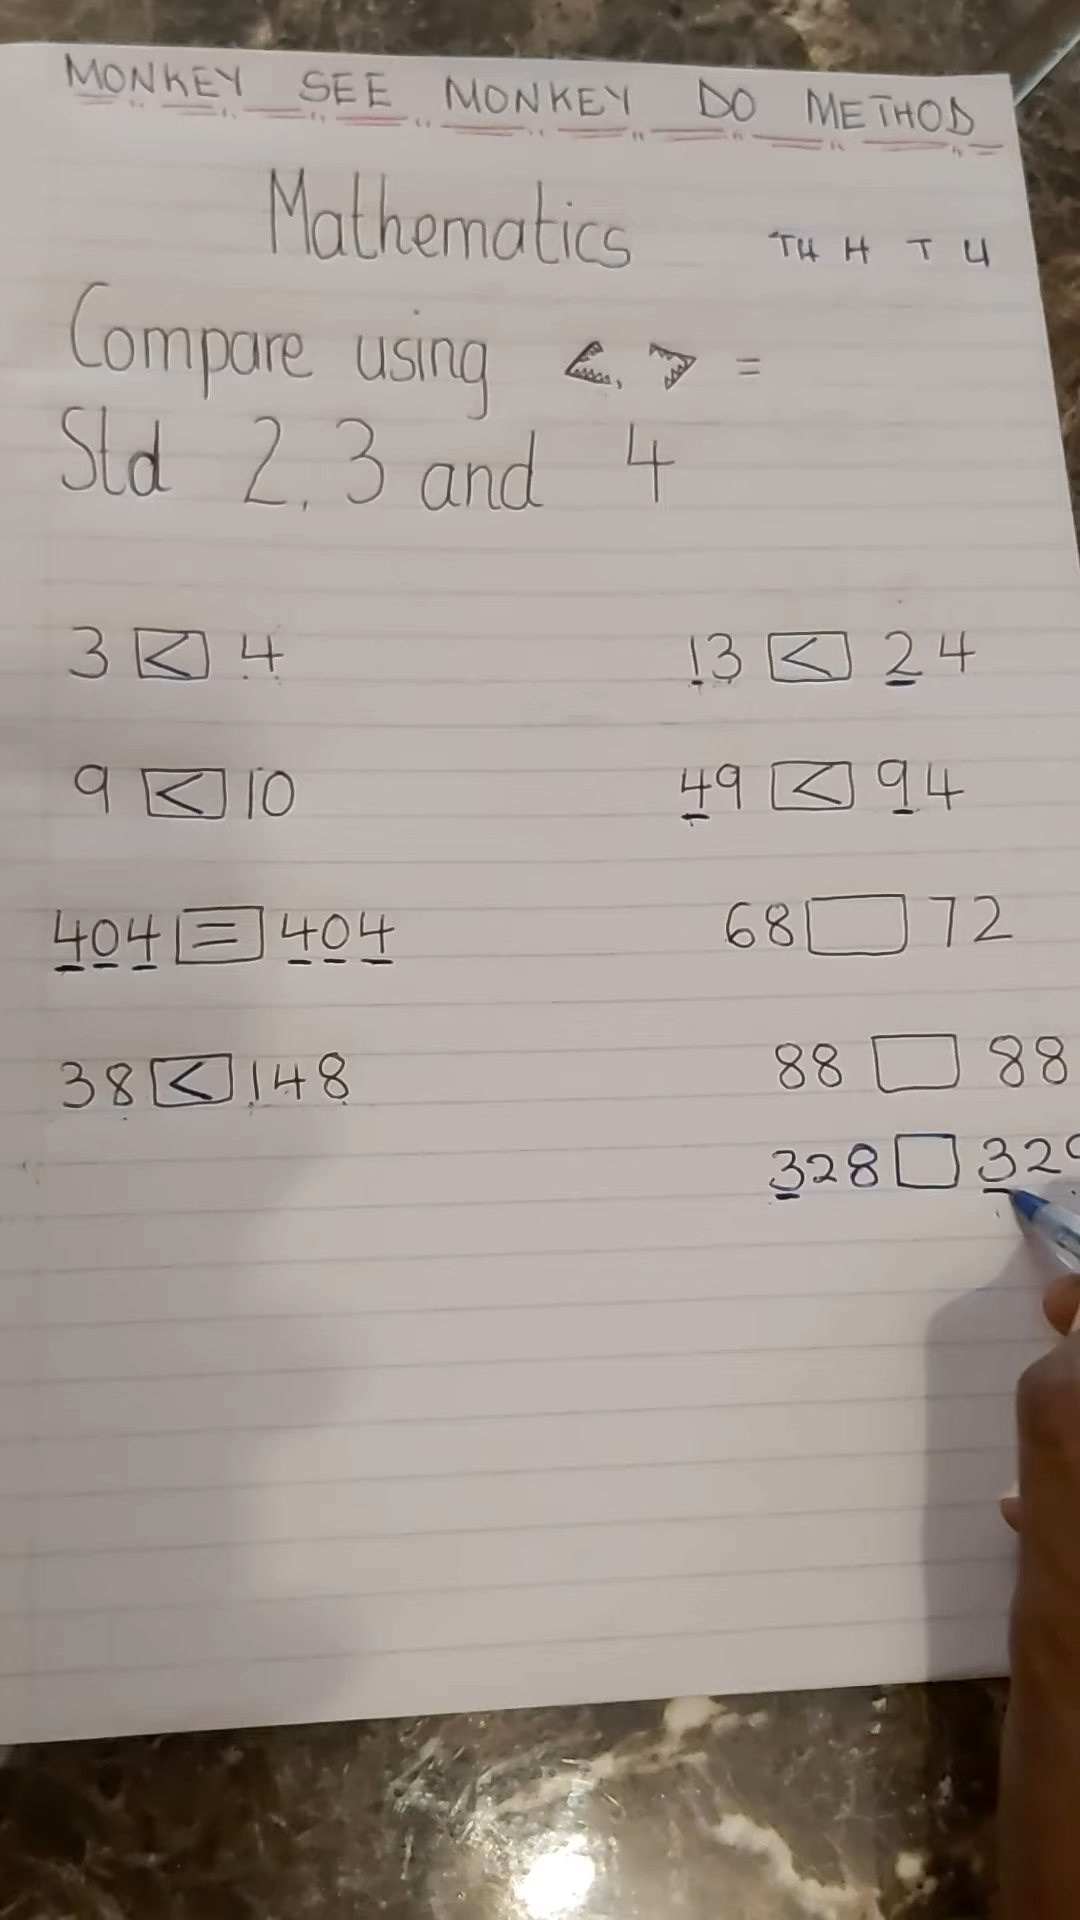 MONKEY SEE MONKEY DO METHOD
Mathematics TH H T U
Compare using <, > =
Std 2, 3 and 4
3 < 4
13 < 24
9 < 10
49 < 94
404 = 404
68 □ 72
38 < 148
88 □ 88
328 □ 32